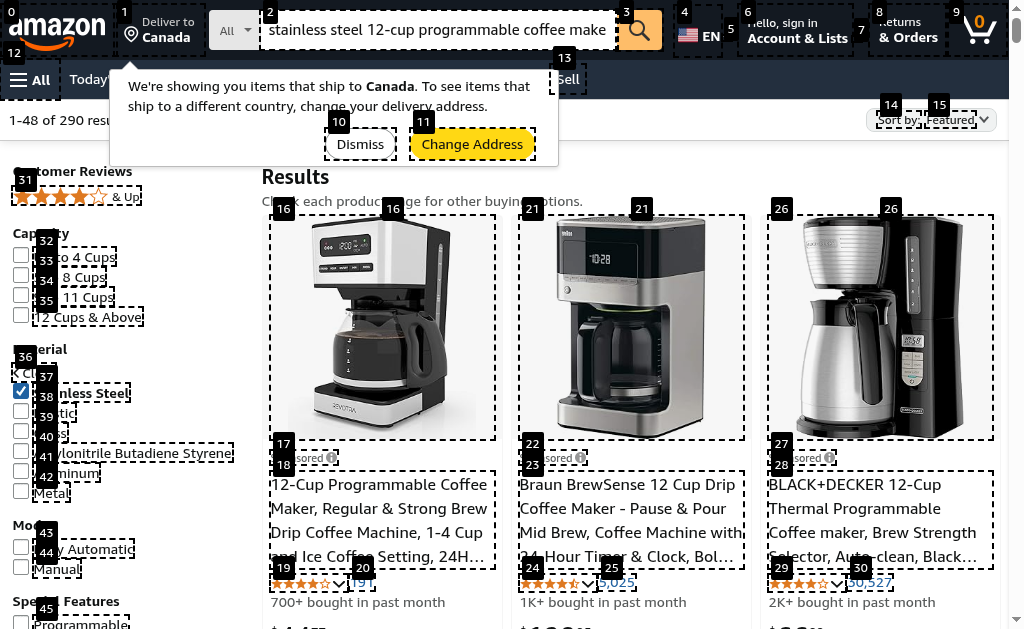 0
1
2
3
4
5
6
7
8
9
amazon
Deliver to
Canada
All
stainless steel 12-cup programmable coffee make
EN
Hello, sign in
Account & Lists
Returns
& Orders
0
12
All
Today
13
Sell
We're showing you items that ship to Canada. To see items that
ship to a different country, change your delivery address.
10
Dismiss
11
Change Address
1-48 of 290 resu
14
Sort by:
15
Featured
Customer Reviews
31
& Up
Capacity
32
to 4 Cups
33
8 Cups
34
11 Cups
35
12 Cups & Above
36
37
Stainless Steel
38
39
40
Acrylonitrile Butadiene Styrene
41
Aluminum
42
Metal
43
Automatic
44
Manual
Special Features
45
Programmable
Results
Check each product page for other buying options.
16
16
17
Sponsored
18
12-Cup Programmable Coffee
Maker, Regular & Strong Brew
Drip Coffee Machine, 1-4 Cup
and Ice Coffee Setting, 24H...
19
20
191
700+ bought in past month
21
21
BRAUN
10:28
22
Sponsored
23
Braun BrewSense 12 Cup Drip
Coffee Maker - Pause & Pour
Mid Brew, Coffee Machine with
24-Hour Timer & Clock, Bol...
24
25
5,025
1K+ bought in past month
26
26
27
Sponsored
28
BLACK+DECKER 12-Cup
Thermal Programmable
Coffee maker, Brew Strength
Selector, Auto-clean, Black...
29
30
30,527
2K+ bought in past month